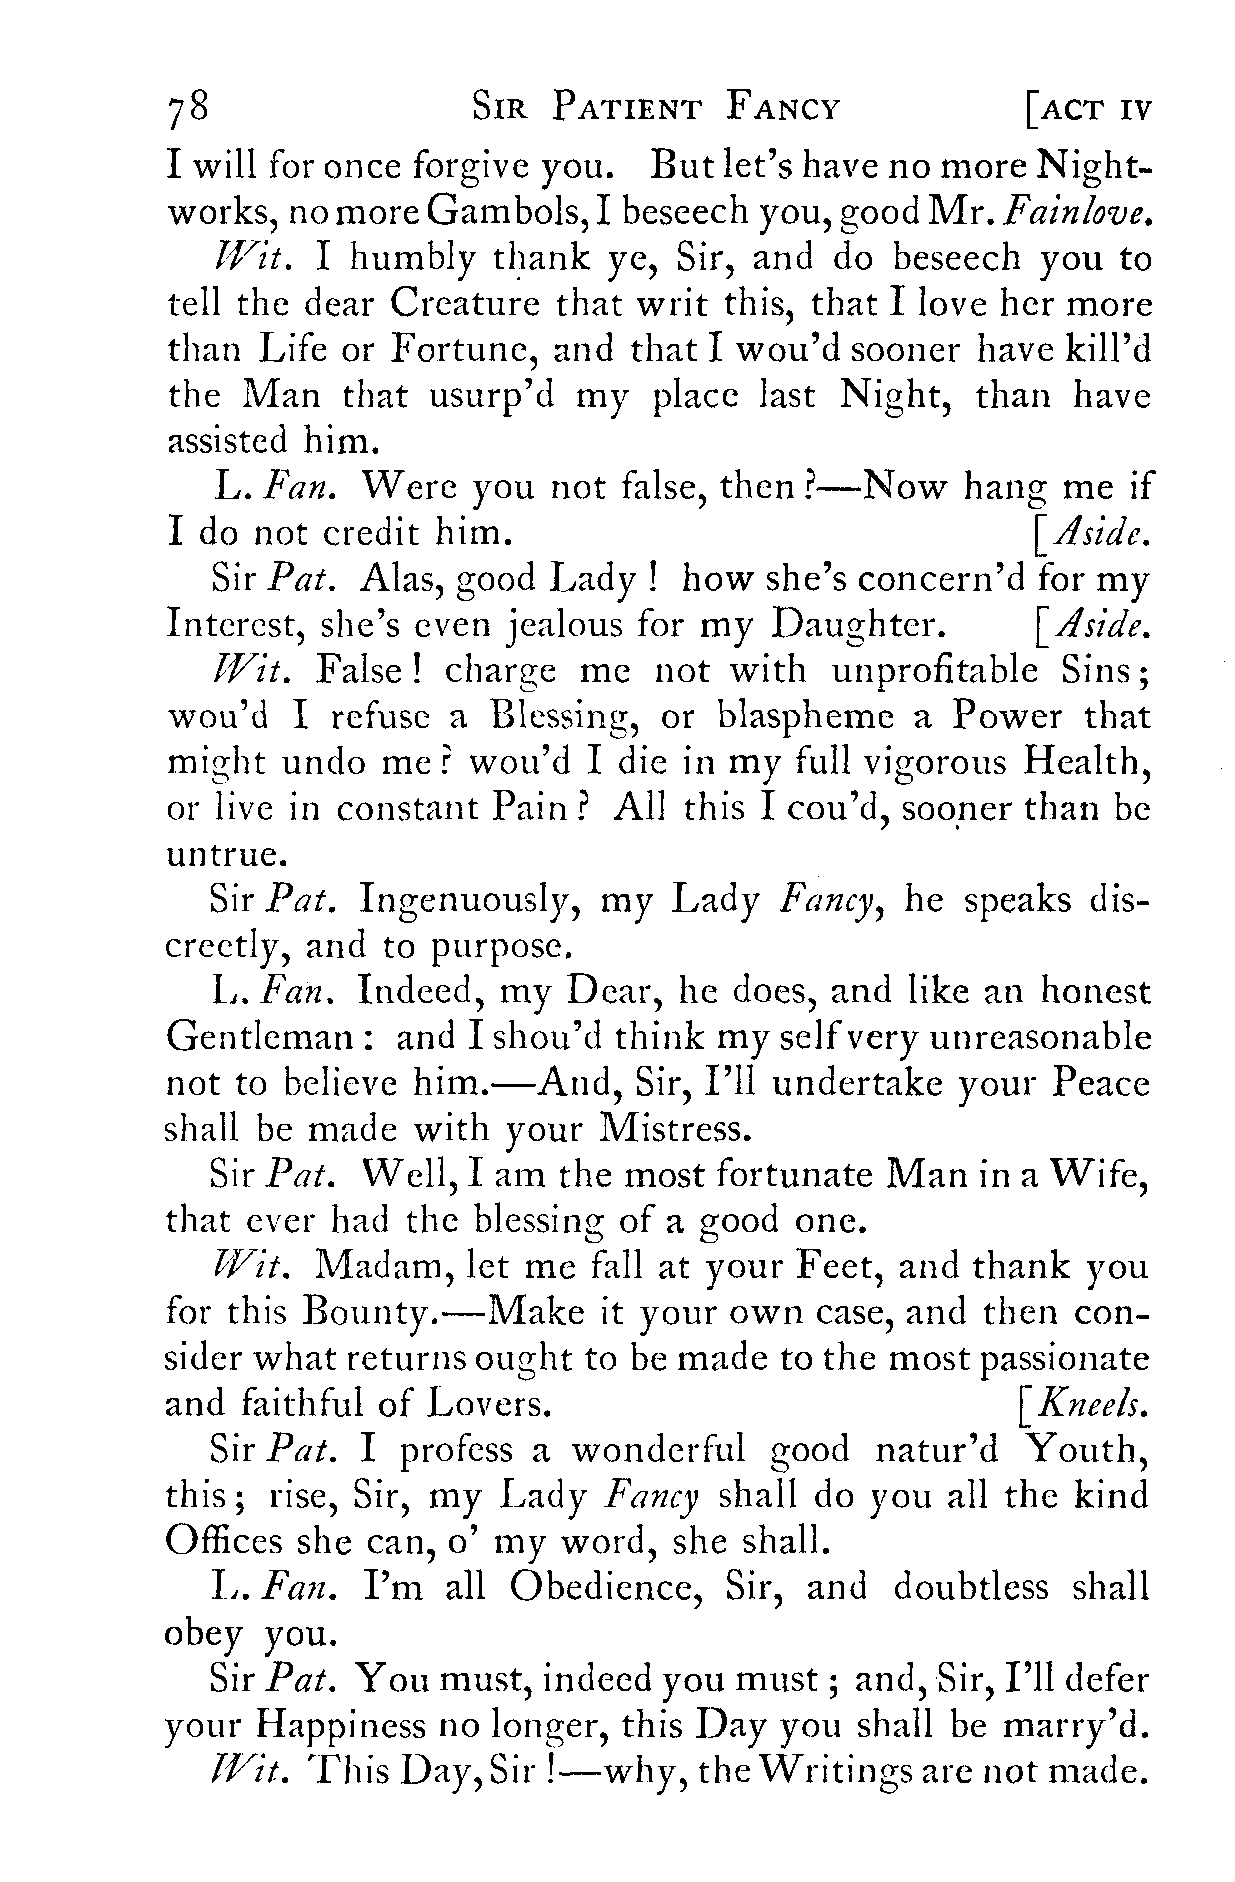 78 SIR PATIENT FANCY [ACT IV
I will for once forgive you. But let's have no more Night-
works, no more Gambols, I beseech you, good Mr. Fainlove.
Wit. I humbly thank ye, Sir, and do beseech you to
tell the dear Creature that writ this, that I love her more
than Life or Fortune, and that I wou'd sooner have kill'd
the Man that usurp'd my place last Night, than have
assisted him.
L. Fan. Were you not false, then?—Now hang me if
I do not credit him. [Aside.
Sir Pat. Alas, good Lady! how she's concern'd for my
Interest, she's even jealous for my Daughter. [Aside.
Wit. False! charge me not with unprofitable Sins;
wou'd I refuse a Blessing, or blaspheme a Power that
might undo me? wou'd I die in my full vigorous Health,
or live in constant Pain? All this I cou'd, sooner than be
untrue.
Sir Pat. Ingenuously, my Lady Fancy, he speaks dis-
creetly, and to purpose.
L. Fan. Indeed, my Dear, he does, and like an honest
Gentleman: and I shou'd think my self very unreasonable
not to believe him.—And, Sir, I'll undertake your Peace
shall be made with your Mistress.
Sir Pat. Well, I am the most fortunate Man in a Wife,
that ever had the blessing of a good one.
Wit. Madam, let me fall at your Feet, and thank you
for this Bounty.—Make it your own case, and then con-
sider what returns ought to be made to the most passionate
and faithful of Lovers. [Kneels.
Sir Pat. I profess a wonderful good natur'd Youth,
this; rise, Sir, my Lady Fancy shall do you all the kind
Offices she can, o' my word, she shall.
L. Fan. I'm all Obedience, Sir, and doubtless shall
obey you.
Sir Pat. You must, indeed you must; and, Sir, I'll defer
your Happiness no longer, this Day you shall be marry'd.
Wit. This Day, Sir!—why, the Writings are not made.